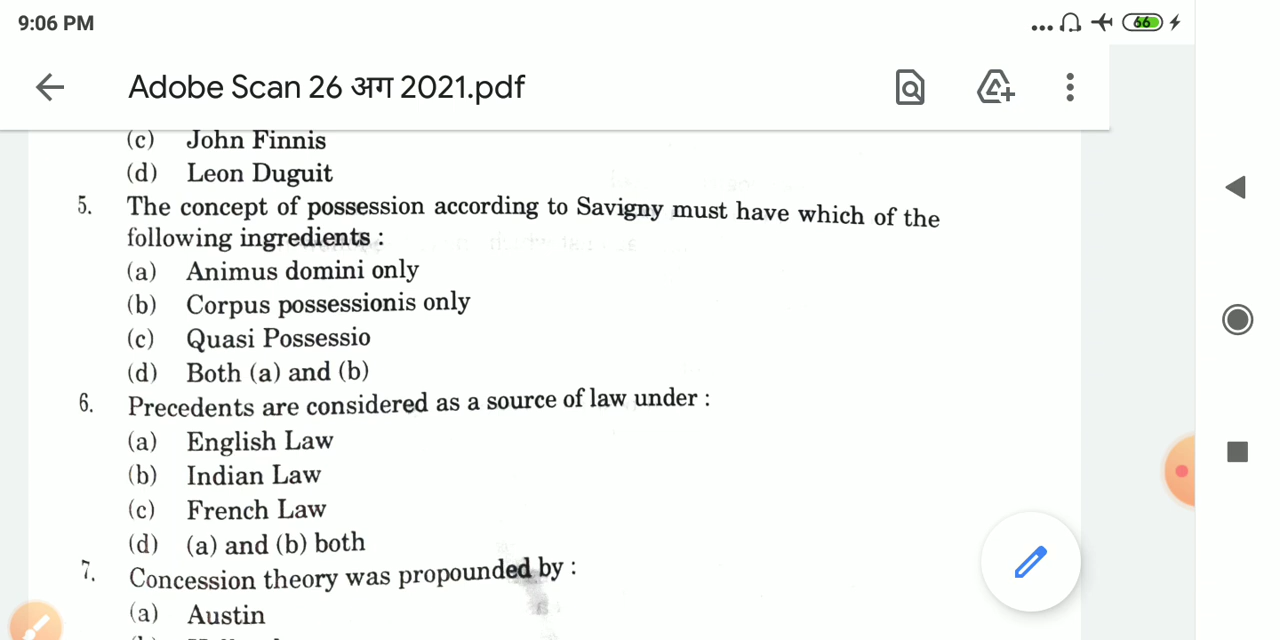 9:06 PM
66
Adobe Scan 26 अग 2021.pdf
(c) John Finnis
(d) Leon Duguit
5. The concept of possession according to Savigny must have which of the
following ingredients :
(a) Animus domini only
(b) Corpus possessionis only
(c) Quasi Possessio
(d) Both (a) and (b)
6. Precedents are considered as a source of law under :
(a) English Law
(b) Indian Law
(c) French Law
(d) (a) and (b) both
7. Concession theory was propounded by :
(a) Austin